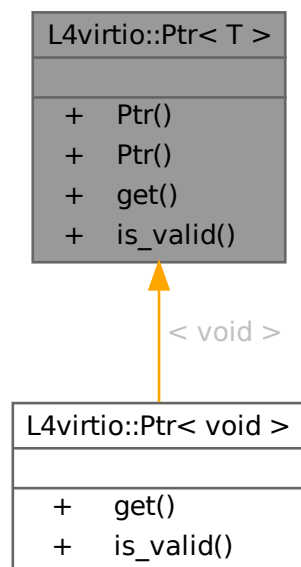 L4virtio::Ptr< T >
+ Ptr()
+ Ptr()
+ get()
+ is_valid()
< void >
L4virtio::Ptr< void >
+ get()
+ is_valid()